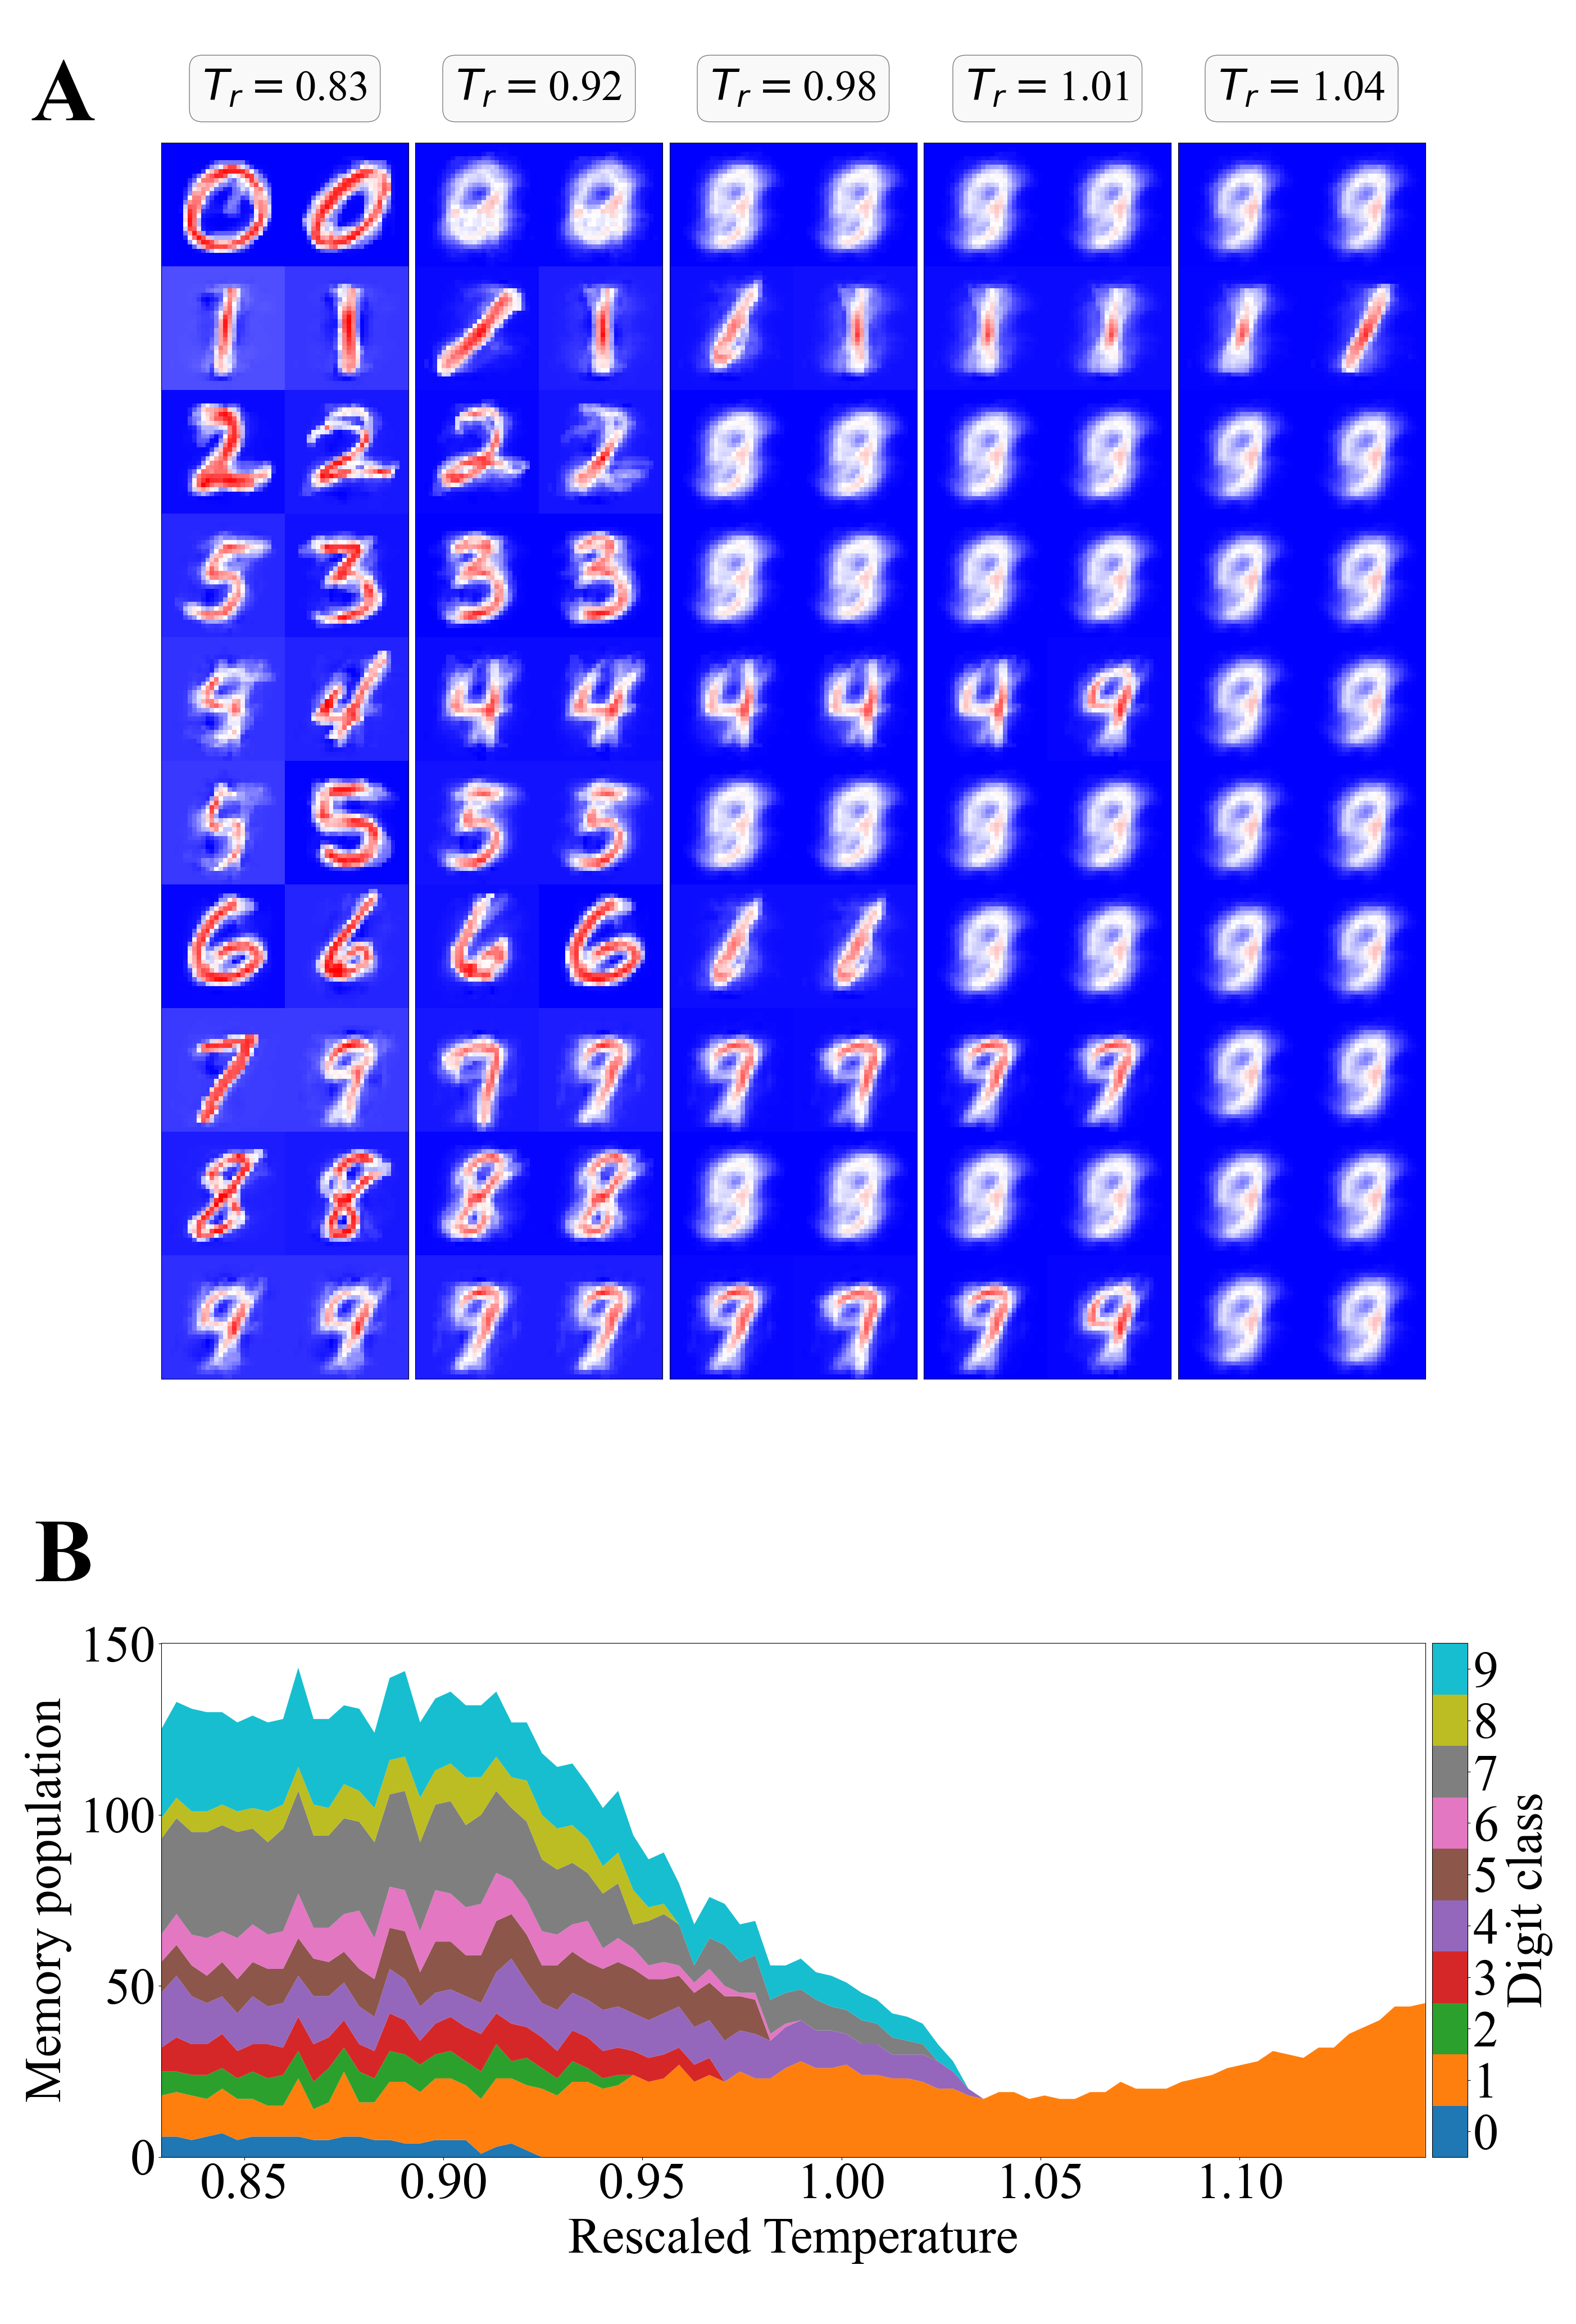 A
T_r = 0.83
T_r = 0.92
T_r = 0.98
T_r = 1.01
T_r = 1.04
B
Memory population
150
100
50
0
0.85
0.90
0.95
1.00
1.05
1.10
Rescaled Temperature
9
8
7
6
5
4
3
2
1
0
Digit class